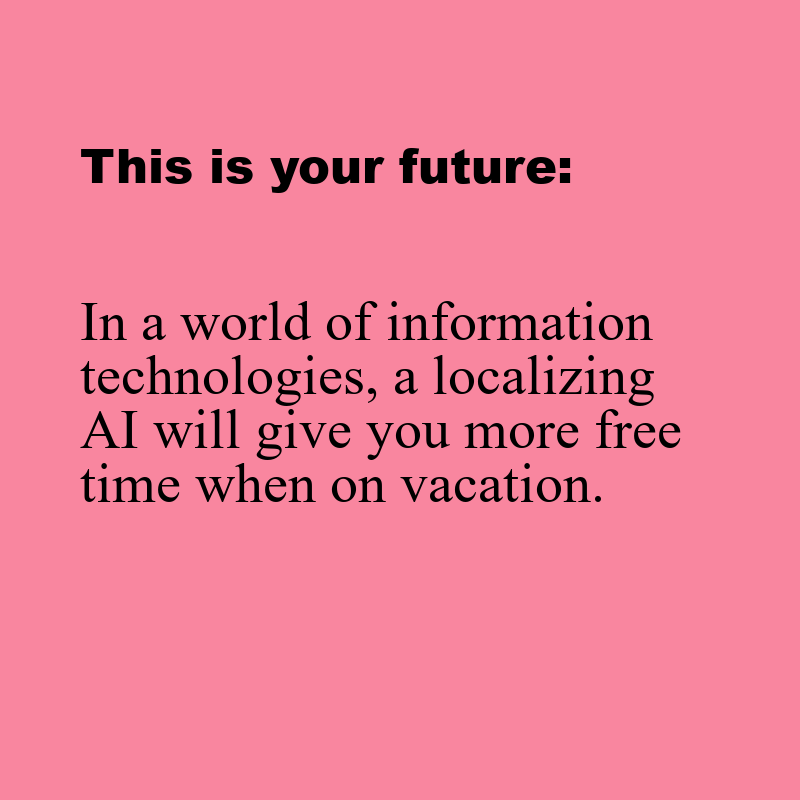 This is your future:
In a world of information
technologies, a localizing
AI will give you more free
time when on vacation.